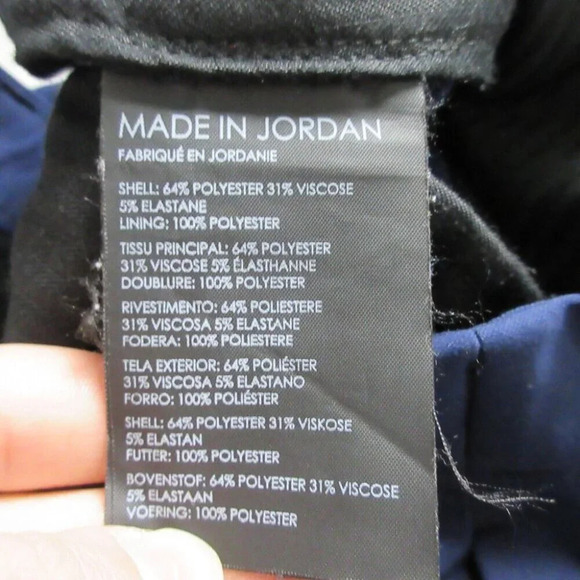 MADE IN JORDAN
FABRIQUÉ EN JORDANIE
SHELL: 64% POLYESTER 31% VISCOSE
5% ELASTANE
LINING: 100% POLYESTER
TISSU PRINCIPAL: 64% POLYESTER
31% VISCOSE 5% ÉLASTHANNE
DOUBLURE: 100% POLYESTER
RIVESTIMENTO: 64% POLIESTERE
31% VISCOSA 5% ELASTANE
FODERA: 100% POLIESTERE
TELA EXTERIOR: 64% POLIÉSTER
31% VISCOSA 5% ELASTANO
FORRO: 100% POLIÉSTER
SHELL: 64% POLYESTER 31% VISKOSE
5% ELASTAN
FUTTER: 100% POLYESTER
BOVENSTOF: 64% POLYESTER 31% VISKOSE
5% ELASTAAN
VOERING: 100% POLYESTER